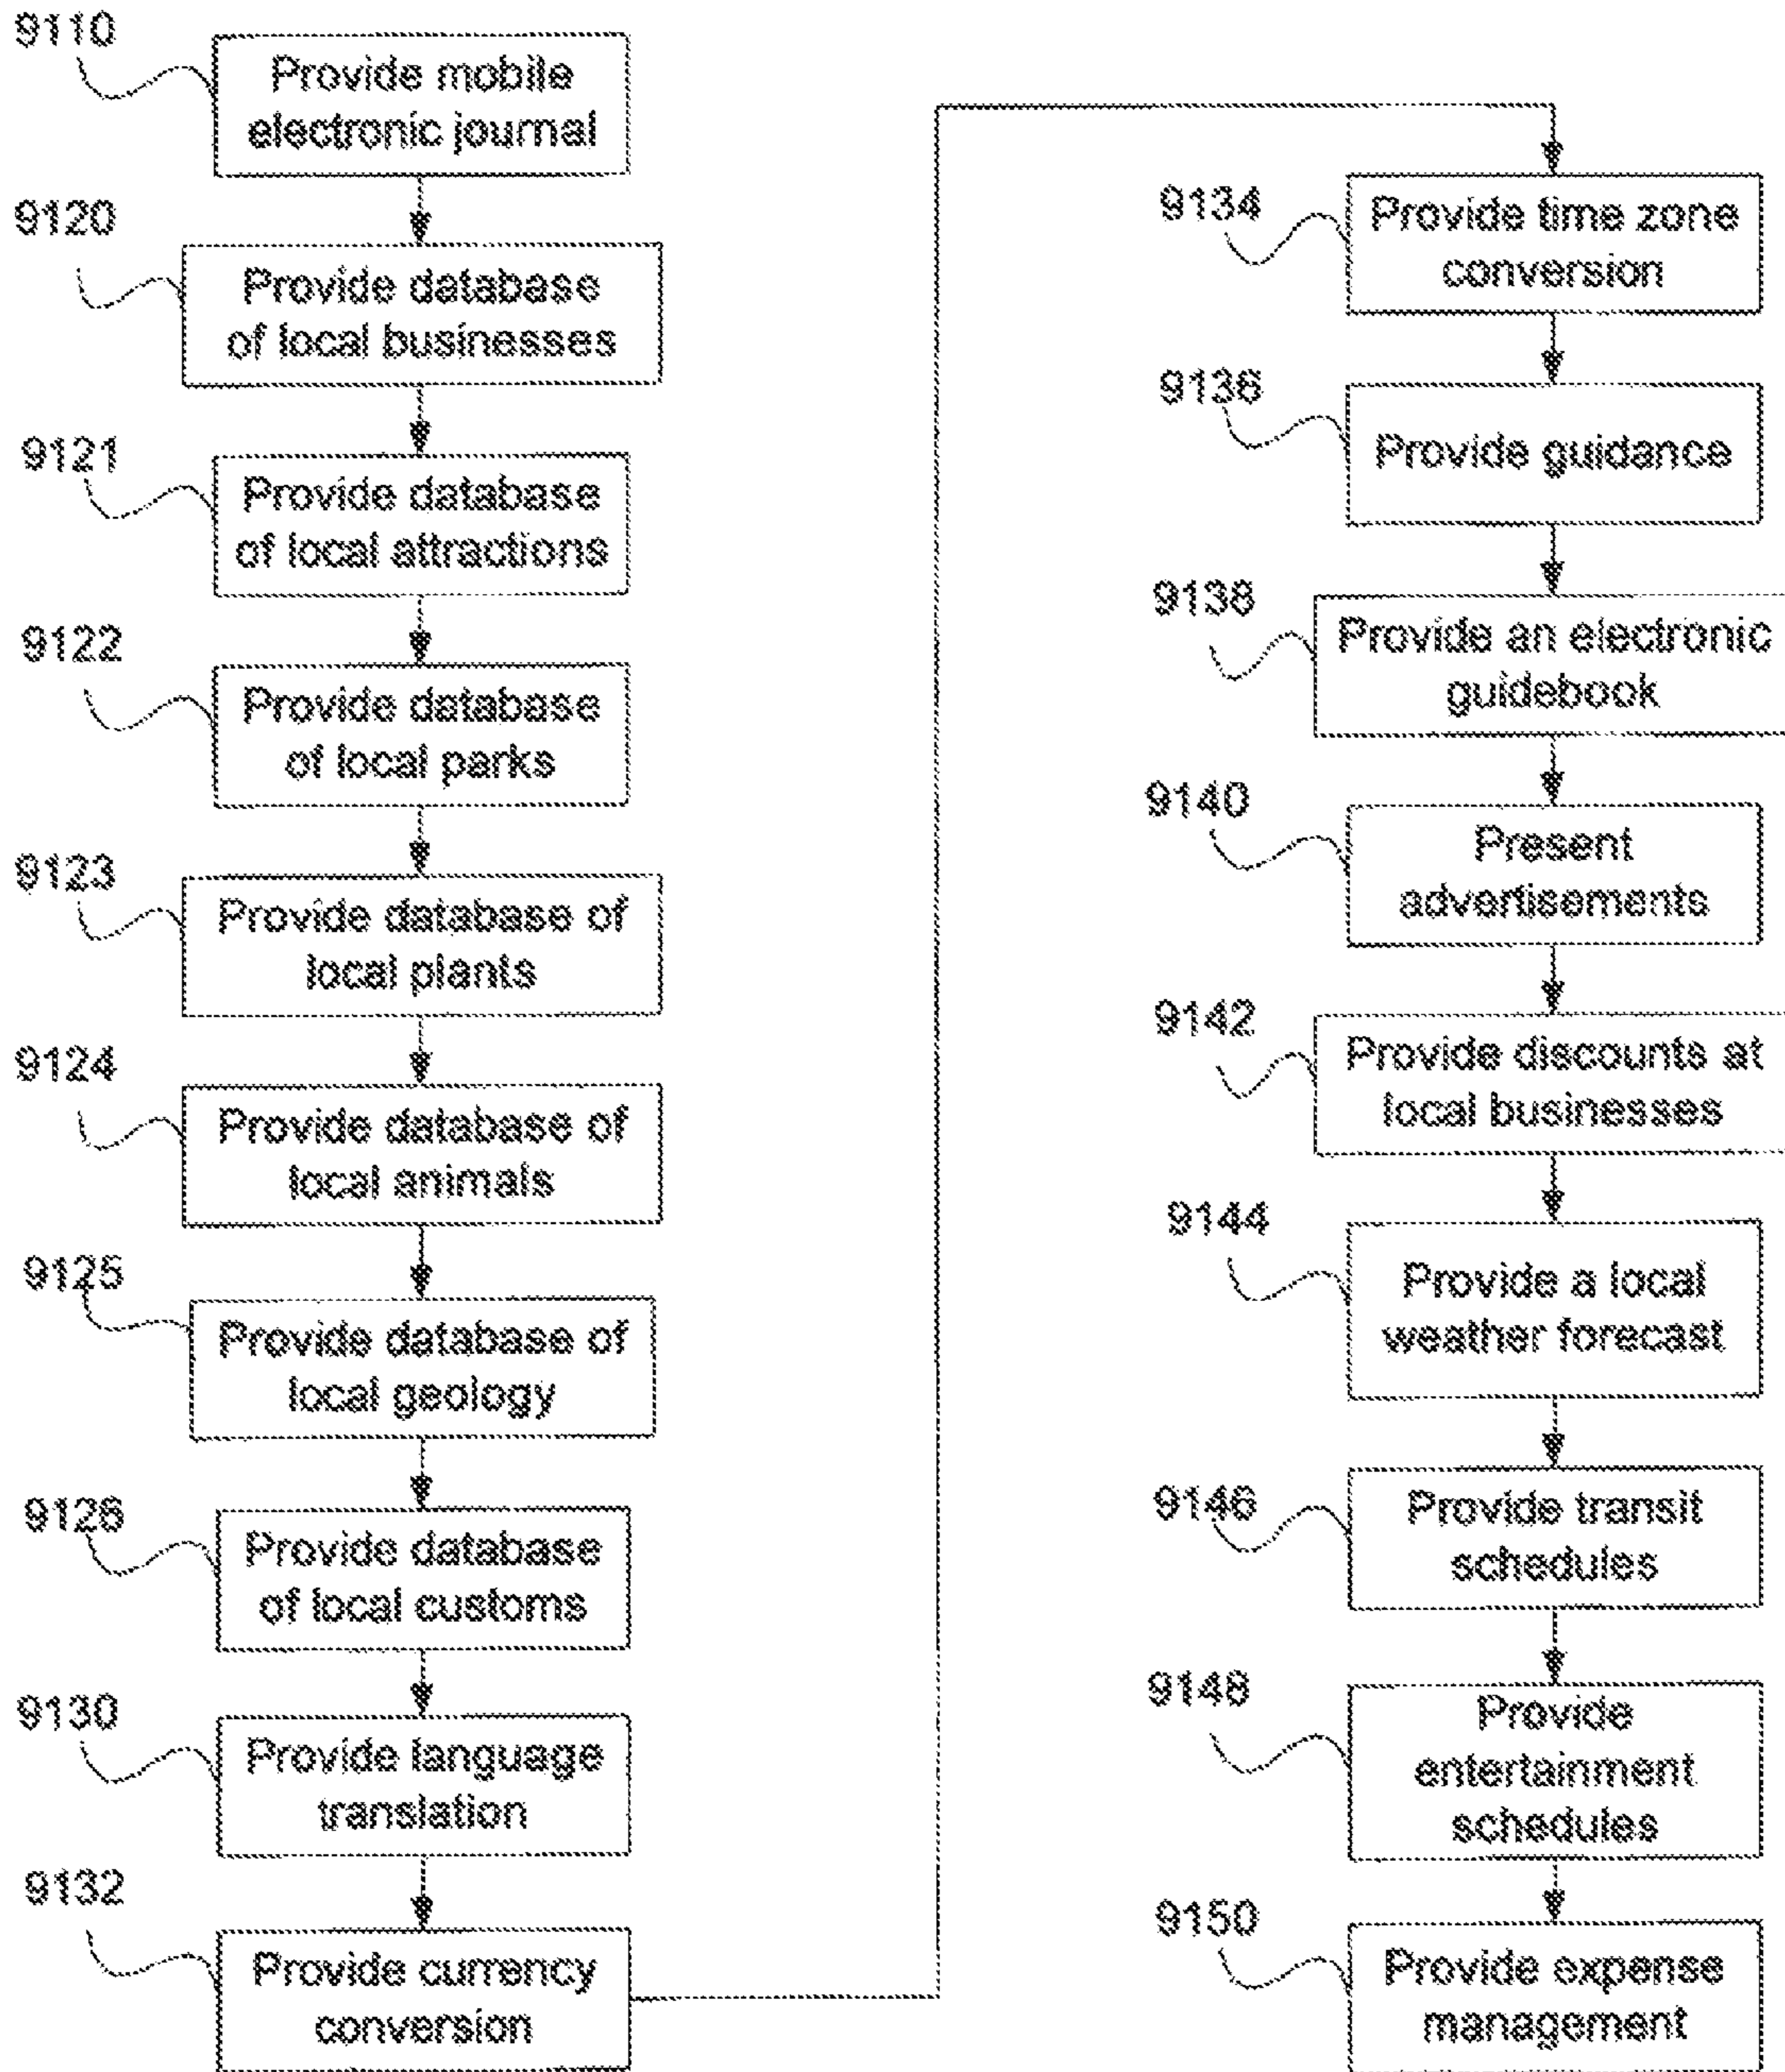 9110
Provide mobile
electronic journal
9120
Provide database
of local businesses
9121
Provide database
of local attractions
9122
Provide database
of local parks
9123
Provide database of
local plants
9124
Provide database of
local animals
9125
Provide database of
local geology
9126
Provide database
of local customs
9130
Provide language
translation
9132
Provide currency
conversion
9134
Provide time zone
conversion
9136
Provide guidance
9138
Provide an electronic
guidebook
9140
Present
advertisements
9142
Provide discounts at
local businesses
9144
Provide a local
weather forecast
9146
Provide transit
schedules
9148
Provide
entertainment
schedules
9150
Provide expense
management